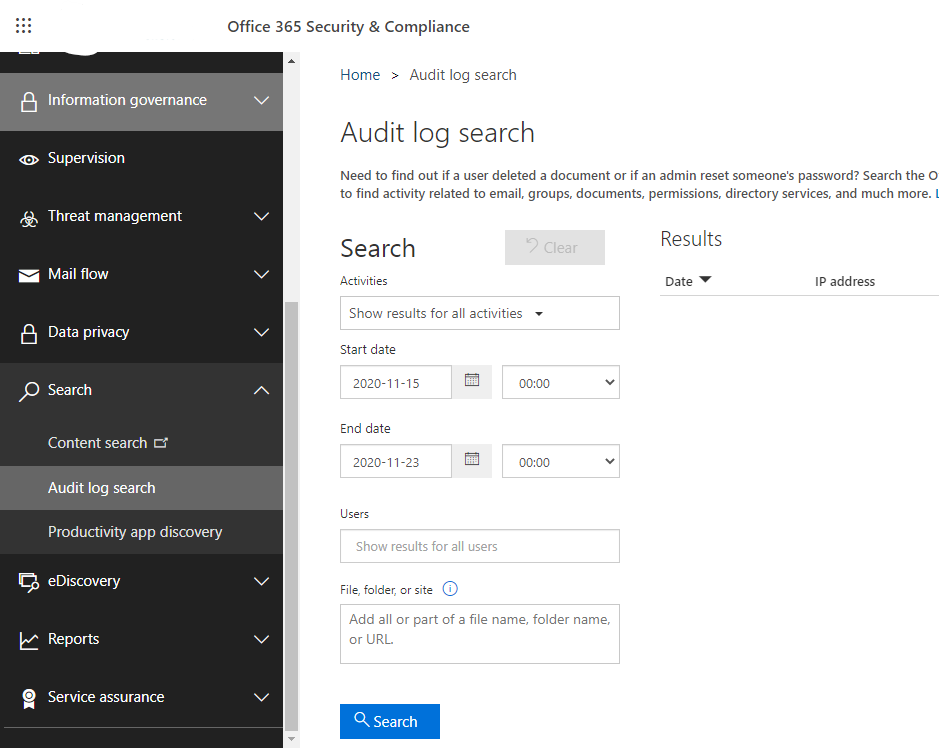 Office 365 Security & Compliance
Information governance
Supervision
Threat management
Mail flow
Data privacy
Search
Content search
Audit log search
Productivity app discovery
eDiscovery
Reports
Service assurance
Home > Audit log search
Audit log search
Need to find out if a user deleted a document or if an admin reset someone's password? Search the O
to find activity related to email, groups, documents, permissions, directory services, and much more. L
Search
Clear
Activities
Show results for all activities
Start date
2020-11-15 00:00
End date
2020-11-23 00:00
Users
Show results for all users
File, folder, or site
Add all or part of a file name, folder name,
or URL.
Search
Results
Date IP address